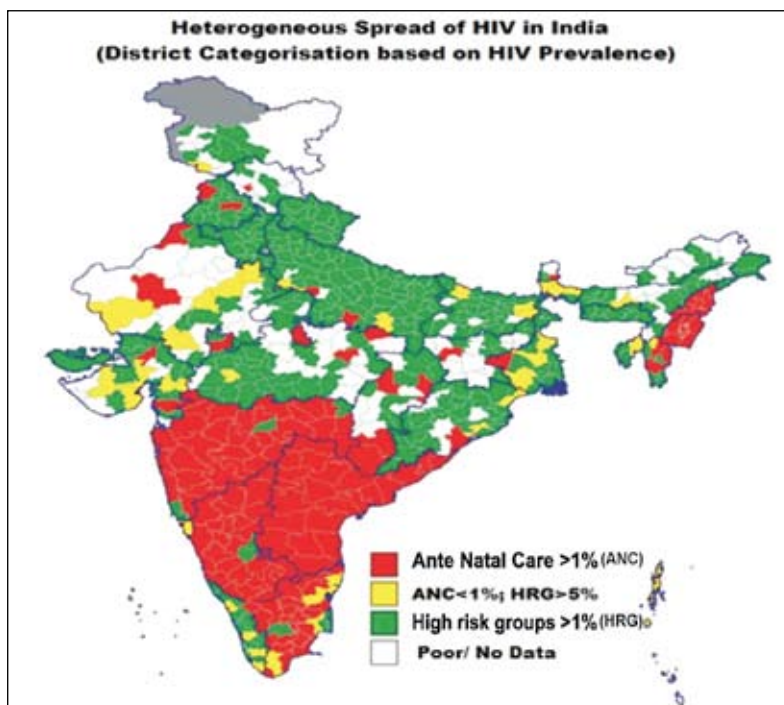 Heterogeneous Spread of HIV in India
(District Categorisation based on HIV Prevalence)
Ante Natal Care >1% (ANC)
ANC<1%; HRG>5%
High risk groups >1% (HRG)
Poor/ No Data